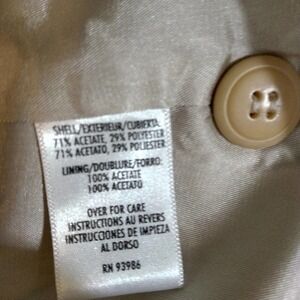 SHELL/EXTERIEUR/CUBIERTA
71% ACETATE, 29% POLYESTER
71% ACETATO, 29% POLIESTER
LINING/DOUBLURE/FORRO:
100% ACETATE
100% ACETATO
OVER FOR CARE
INSTRUCTIONS AU REVERS
INSTRUCCIONES DE LIMPIEZA
AL DORSO
RN 93986